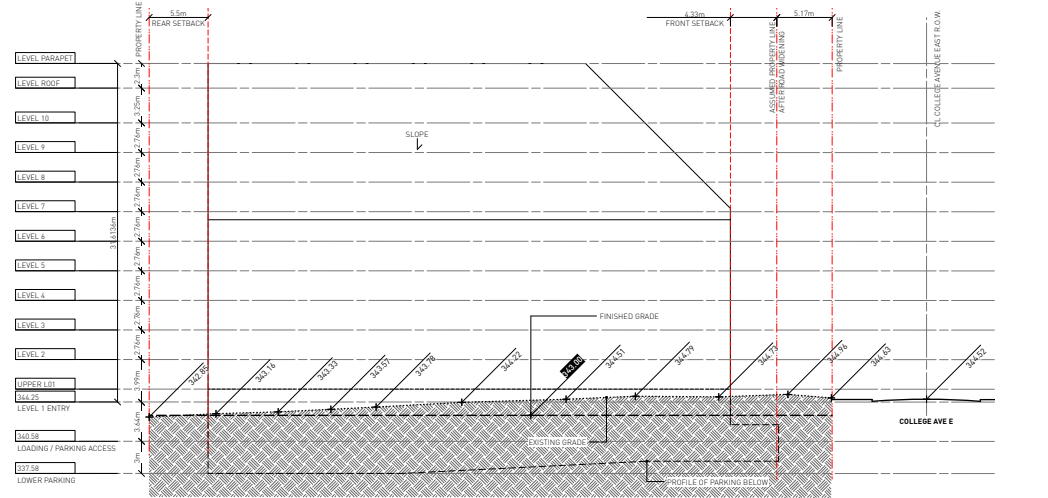 5.5m
REAR SETBACK
PROPERTY LINE
4.33m
FRONT SETBACK
5.17m
ASSUMED PROPERTY LINE
AFTER ROAD WIDENING
PROPERTY LINE
CL COLLEGE AVENUE EAST R.O.W.
LEVEL PARAPET
2.3m
LEVEL ROOF
3.25m
LEVEL 10
2.76m
LEVEL 9
2.76m
LEVEL 8
2.76m
LEVEL 7
2.76m
LEVEL 6
2.76m
LEVEL 5
2.76m
LEVEL 4
2.76m
LEVEL 3
2.76m
LEVEL 2
3.99m
UPPER L01
344.25
LEVEL 1 ENTRY
3.64m
340.58
LOADING / PARKING ACCESS
3m
337.58
LOWER PARKING
SLOPE
FINISHED GRADE
342.85
343.16
343.33
343.57
343.78
344.22
343.00
344.51
344.79
344.73
344.96
344.63
344.52
COLLEGE AVE E
EXISTING GRADE
PROFILE OF PARKING BELOW